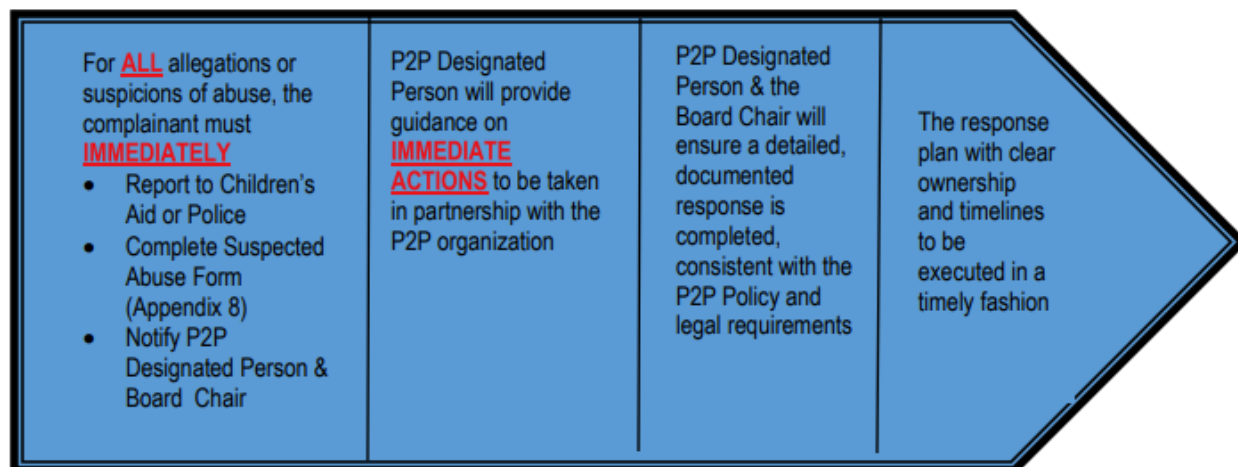 For ALL allegations or
suspicions of abuse, the
complainant must
IMMEDIATELY
• Report to Children's
Aid or Police
• Complete Suspected
Abuse Form
(Appendix 8)
• Notify P2P
Designated Person &
Board Chair
P2P Designated
Person will provide
guidance on
IMMEDIATE
ACTIONS to be taken
in partnership with the
P2P organization
P2P Designated
Person & the
Board Chair will
ensure a detailed,
documented
response is
completed,
consistent with the
P2P Policy and
legal requirements
The response
plan with clear
ownership
and timelines
to be
executed in a
timely fashion